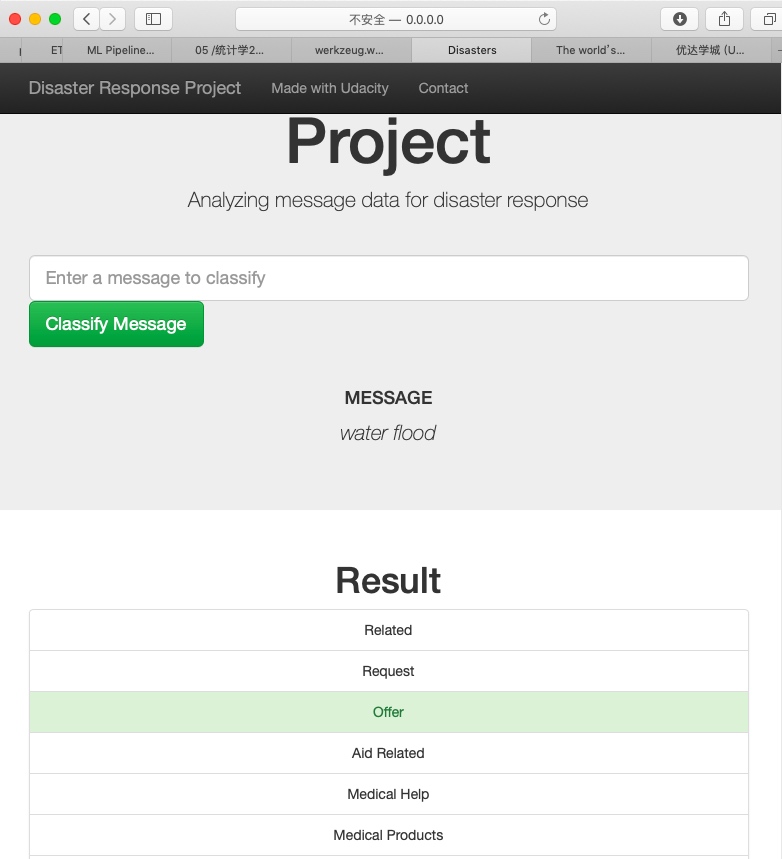 不安全 — 0.0.0.0
ET ML Pipeline... 05 /统计学2... werkzeug.w... Disasters The world's... 优达学城 (U...
Disaster Response Project Made with Udacity Contact
Project
Analyzing message data for disaster response
Enter a message to classify
Classify Message
MESSAGE
water flood
Result
Related
Request
Offer
Aid Related
Medical Help
Medical Products